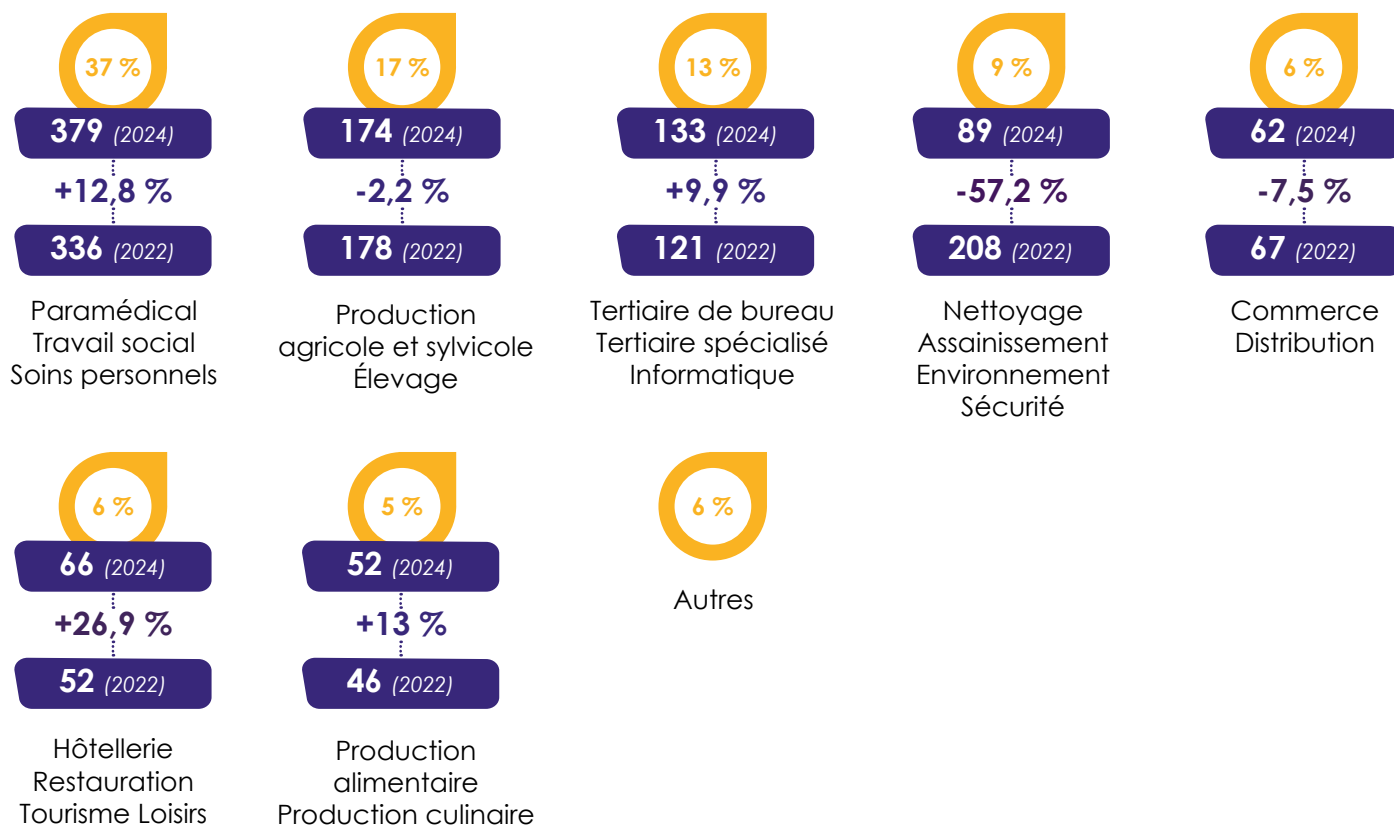 37 %
379 (2024)
+12,8 %
336 (2022)
Paramédical
Travail social
Soins personnels
17 %
174 (2024)
-2,2 %
178 (2022)
Production
agricole et sylvicole
Élevage
13 %
133 (2024)
+9,9 %
121 (2022)
Tertiaire de bureau
Tertiaire spécialisé
Informatique
9 %
89 (2024)
-57,2 %
208 (2022)
Nettoyage
Assainissement
Environnement
Sécurité
6 %
62 (2024)
-7,5 %
67 (2022)
Commerce
Distribution
6 %
66 (2024)
+26,9 %
52 (2022)
Hôtellerie
Restauration
Tourisme Loisirs
5 %
52 (2024)
+13 %
46 (2022)
Production
alimentaire
Production culinaire
6 %
Autres